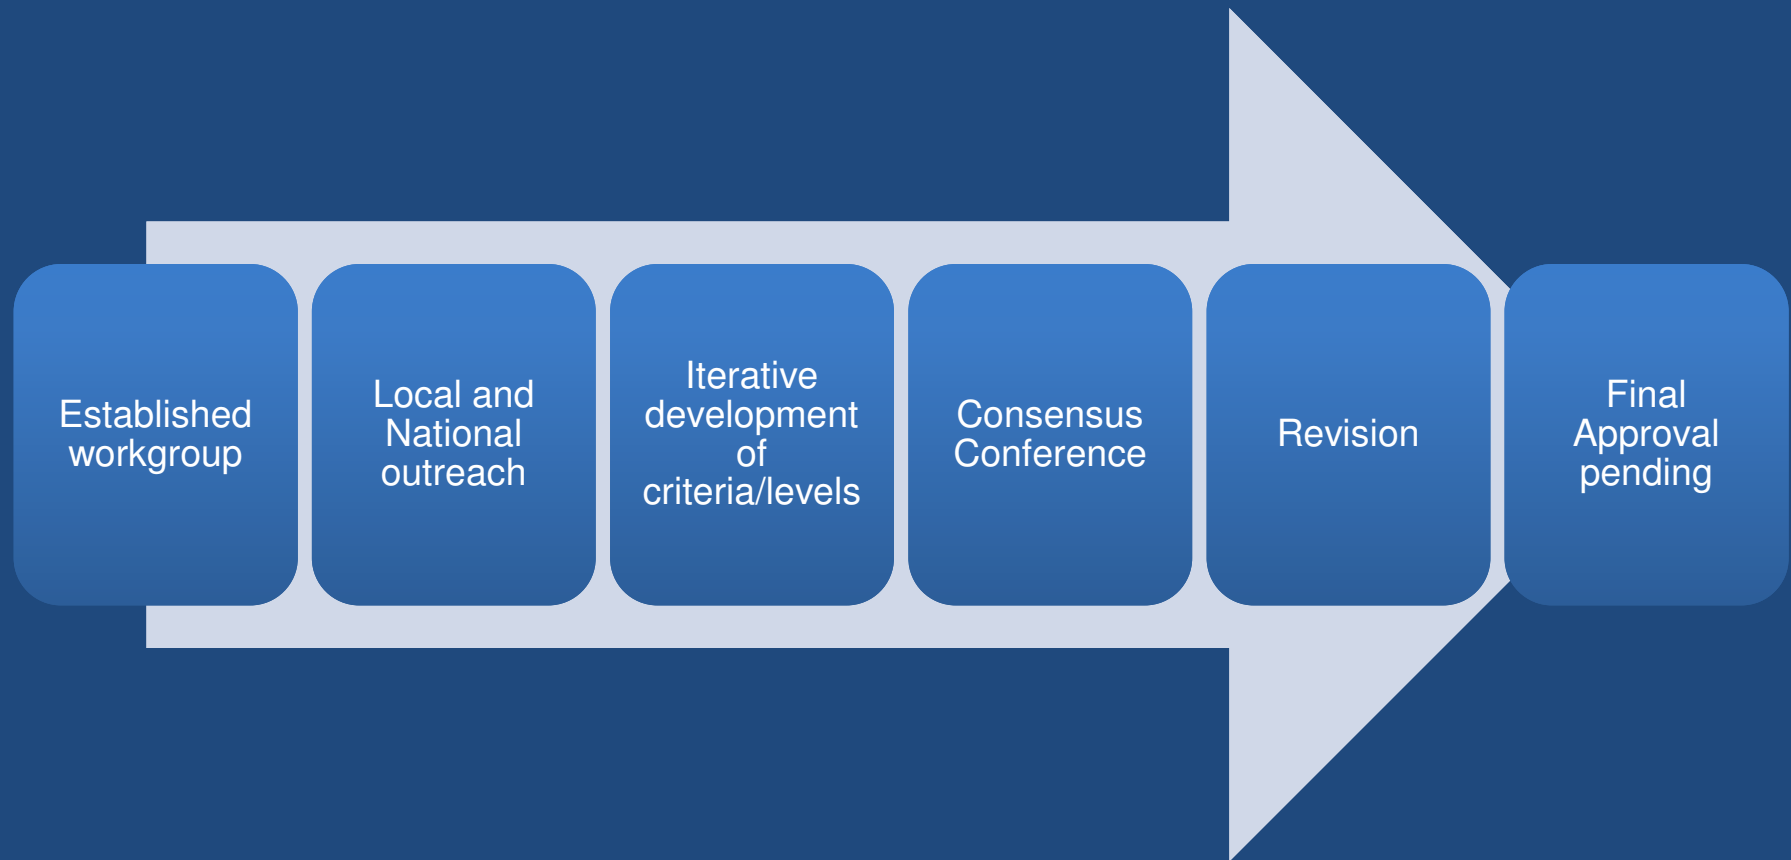 Established
workgroup
Local and
National
outreach
Iterative
development
of
criteria/levels
Consensus
Conference
Revision
Final
Approval
pending